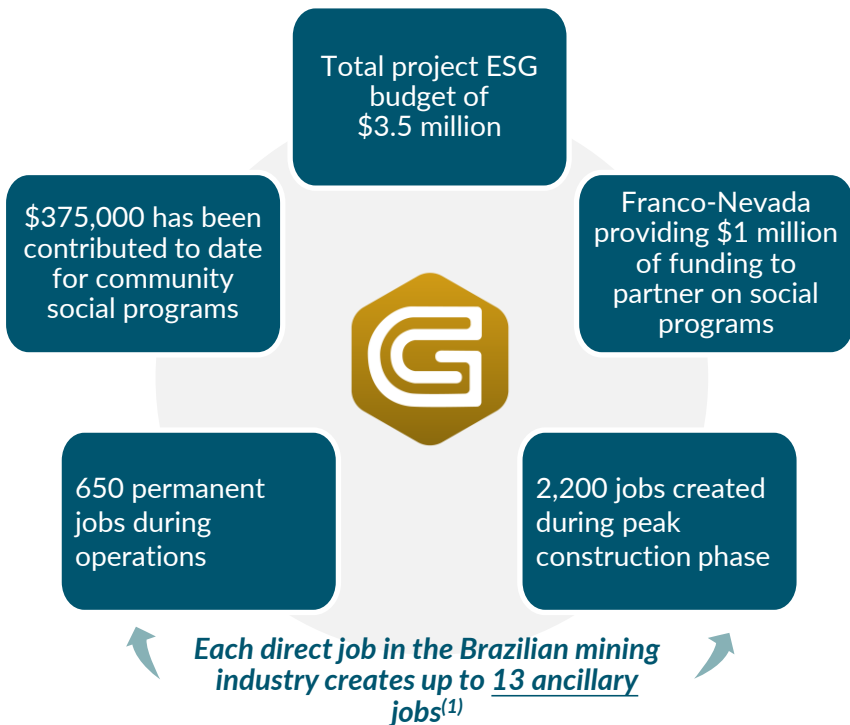 Total project ESG
budget of
$3.5 million
$375,000 has been
contributed to date
for community
social programs
Franco-Nevada
providing $1 million
of funding to
partner on social
programs
650 permanent
jobs during
operations
2,200 jobs created
during peak
construction phase
Each direct job in the Brazilian mining
industry creates up to 13 ancillary
jobs(1)